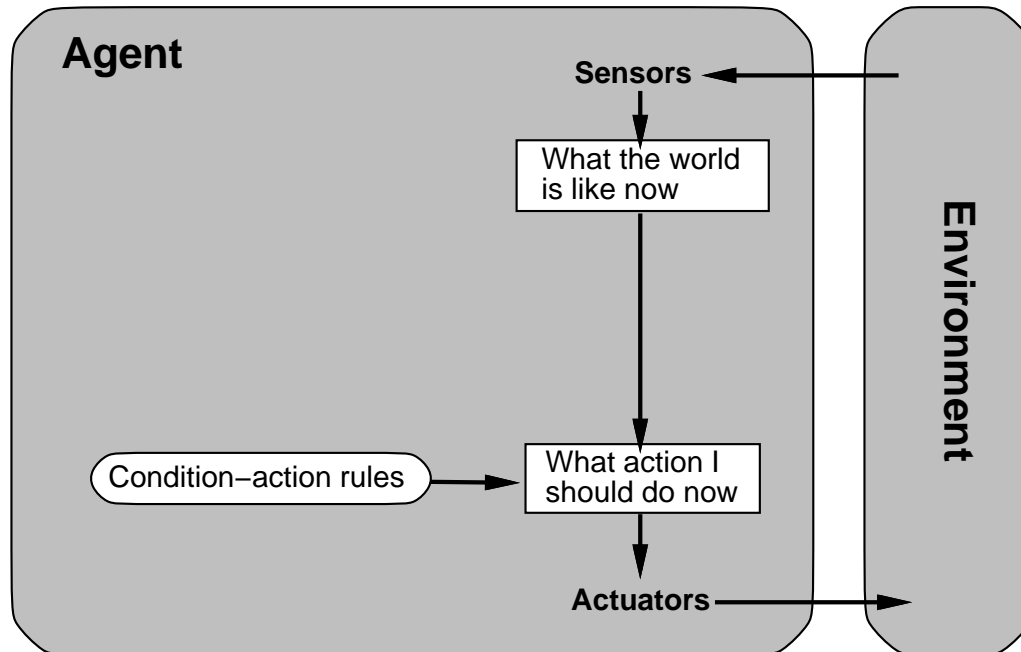 Agent
Sensors
What the world
is like now
Environment
Condition−action rules
What action I
should do now
Actuators